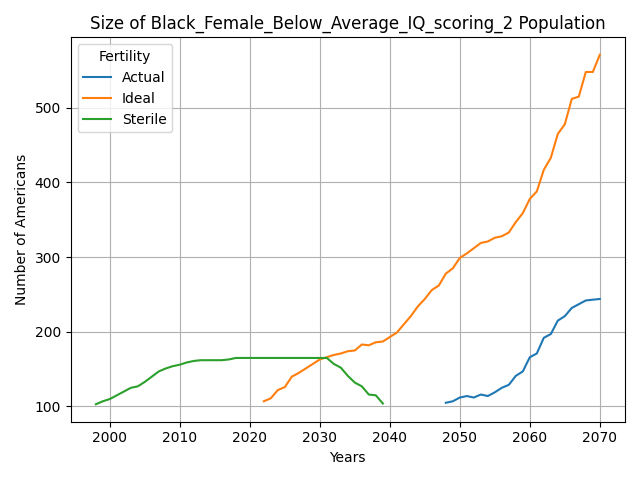 Size of Black_Female_Below_Average_IQ_scoring_2 Population
Fertility
Actual
Ideal
Sterile
Number of Americans
500
400
300
200
100
2000 2010 2020 2030 2040 2050 2060 2070
Years